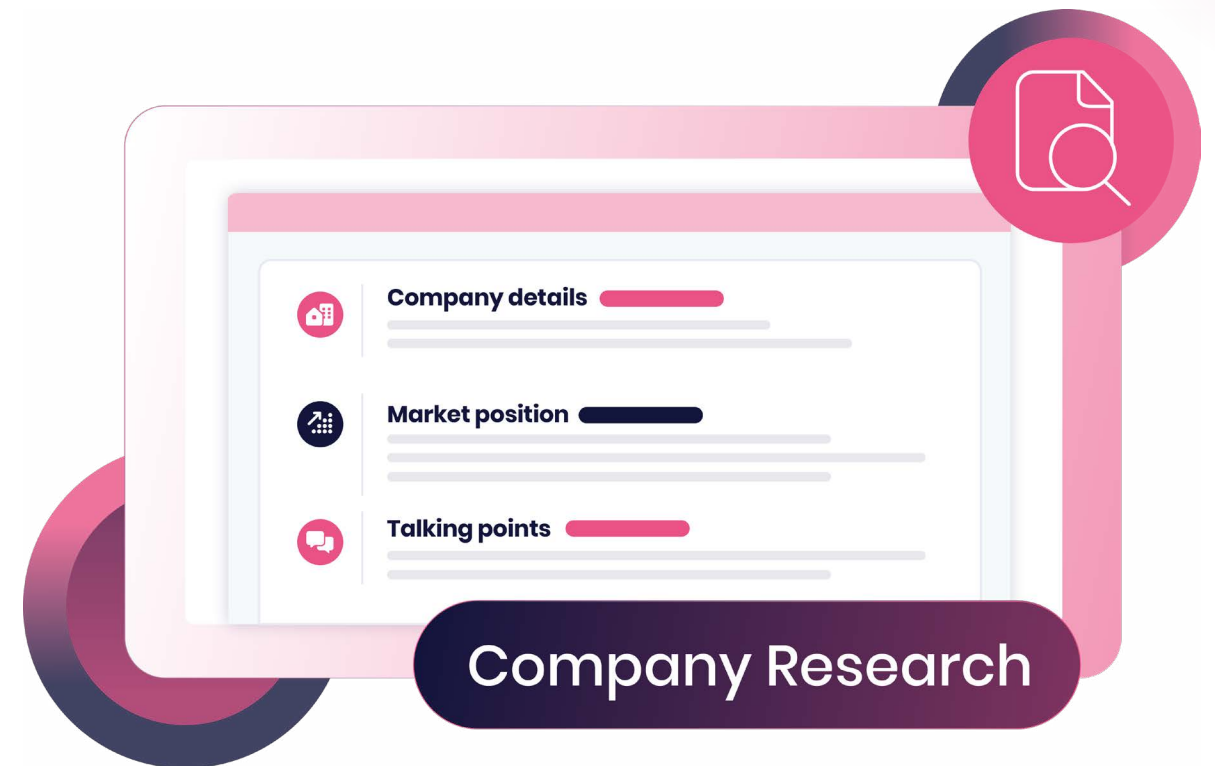 Company details
Market position
Talking points
Company Research